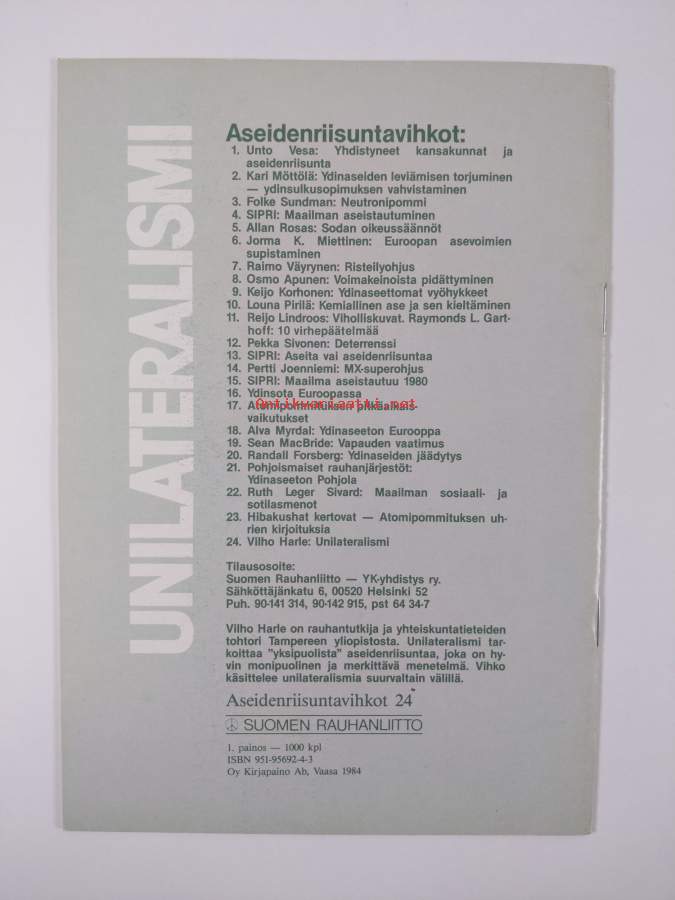 UNILATERALISMI
Aseidenriisuntavihkot:
1. Unto Vesa: Yhdistyneet kansakunnat ja
aseidenriisunta
2. Kari Möttölä: Ydinaseiden leviämisen torjuminen
— ydinsulkusopimuksen vahvistaminen
3. Folke Sundman: Neutronipommi
4. SIPRI: Maailman aseistautuminen
5. Allan Rosas: Sodan oikeussäännöt
6. Jorma K. Miettinen: Euroopan asevoimien
supistaminen
7. Raimo Väyrynen: Risteilyohjus
8. Osmo Apunen: Voimakeinoista pidättyminen
9. Keijo Korhonen: Ydinaseettomat vyöhykkeet
10. Louna Pirilä: Kemiallinen ase ja sen kieltäminen
11. Reijo Lindroos: Viholliskuvat. Raymonds L. Gart-
hoff: 10 virhepäätelmää
12. Pekka Sivonen: Deterrenssi
13. SIPRI: Aseita vai aseidenriisuntaa
14. Pertti Joenniemi: MX-superohjus
15. SIPRI: Maailma aseistautuu 1980
16. Ydinsota Euroopassa
17. Atomipommituksen pitkäaikais-
Antikvariaatti.net
vaikutukset
18. Alva Myrdal: Ydinaseeton Eurooppa
19. Sean MacBride: Vapauden vaatimus
20. Randall Forsberg: Ydinaseiden jäädytys
21. Pohjoismaiset rauhanjärjestöt:
Ydinaseeton Pohjola
22. Ruth Leger Sivard: Maailman sosiaali- ja
sotilasmenot
23. Hibakushat kertovat — Atomipommituksen uh-
rien kirjoituksia
24. Vilho Harle: Unilateralismi
Tilausosoite:
Suomen Rauhanliitto — YK-yhdistys ry.
Sähköttäjänkatu 6, 00520 Helsinki 52
Puh. 90-141 314, 90-142 915, pst 64 34-7
Vilho Harle on rauhantutkija ja yhteiskuntatieteiden
tohtori Tampereen yliopistosta. Unilateralismi tar-
koittaa "yksipuolista" aseidenriisuntaa, joka on hy-
vin monipuolinen ja merkittävä menetelmä. Vihko
käsittelee unilateralismia suurvaltain välillä.
Aseidenriisuntavihkot 24
SUOMEN RAUHANLIITTO
1. painos — 1000 kpl
ISBN 951-95692-4-3
Oy Kirjapaino Ab, Vaasa 1984